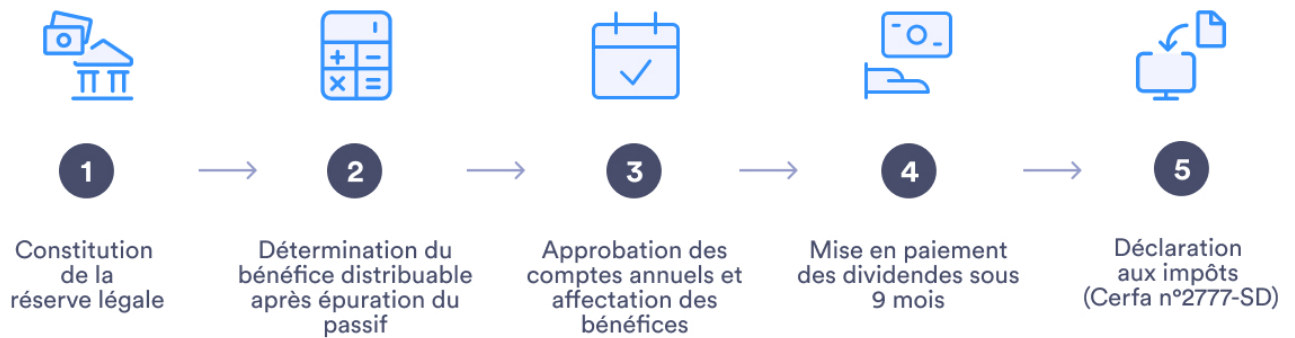 1
2
3
4
5
Constitution
de la
réserve légale
Détermination du
bénéfice distribuable
après épuration du
passif
Approbation des
comptes annuels et
affectation des
bénéfices
Mise en paiement
des dividendes sous
9 mois
Déclaration
aux impôts
(Cerfa n°2777-SD)